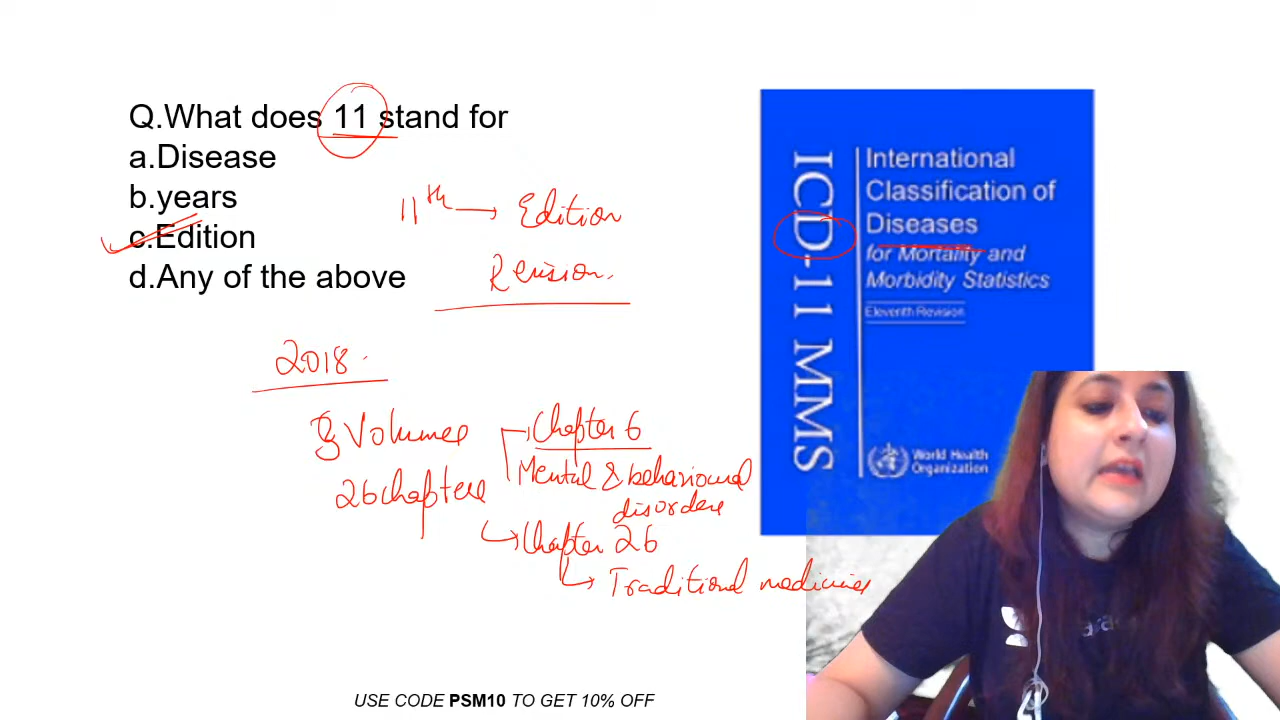 Q.What does 11 stand for
a.Disease
b.years
c.Edition
d.Any of the above
11th → Edition
Revision.
2018.
Volumes
26 chapters
Chapter 6
Mental & behavioural
disorders
Chapter 26
Traditional medicines
ICD-11 MMS
International
Classification of
Diseases
for Mortality and
Morbidity Statistics
Eleventh Revision
World Health
Organization
USE CODE PSM10 TO GET 10% OFF